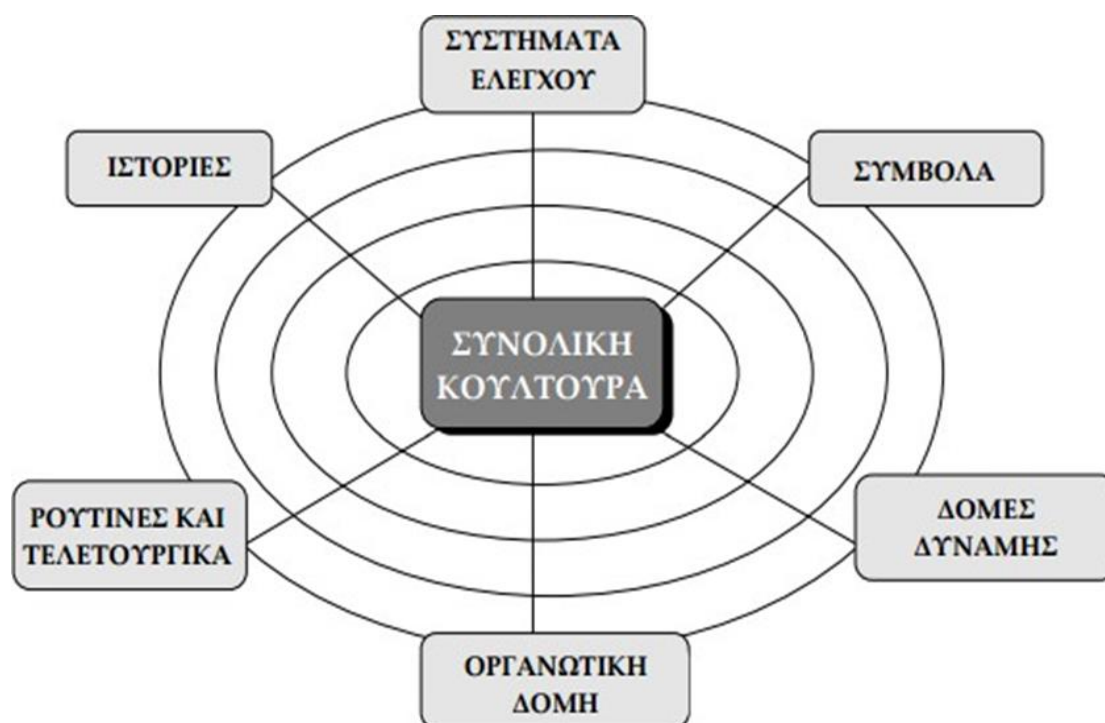 ΣΥΣΤΗΜΑΤΑ
ΕΛΕΓΧΟΥ
ΙΣΤΟΡΙΕΣ
ΣΥΜΒΟΛΑ
ΣΥΝΟΛΙΚΗ
ΚΟΥΛΤΟΥΡΑ
ΡΟΥΤΙΝΕΣ ΚΑΙ
ΤΕΛΕΤΟΥΡΓΙΚΑ
ΔΟΜΕΣ
ΔΥΝΑΜΗΣ
ΟΡΓΑΝΩΤΙΚΗ
ΔΟΜΗ